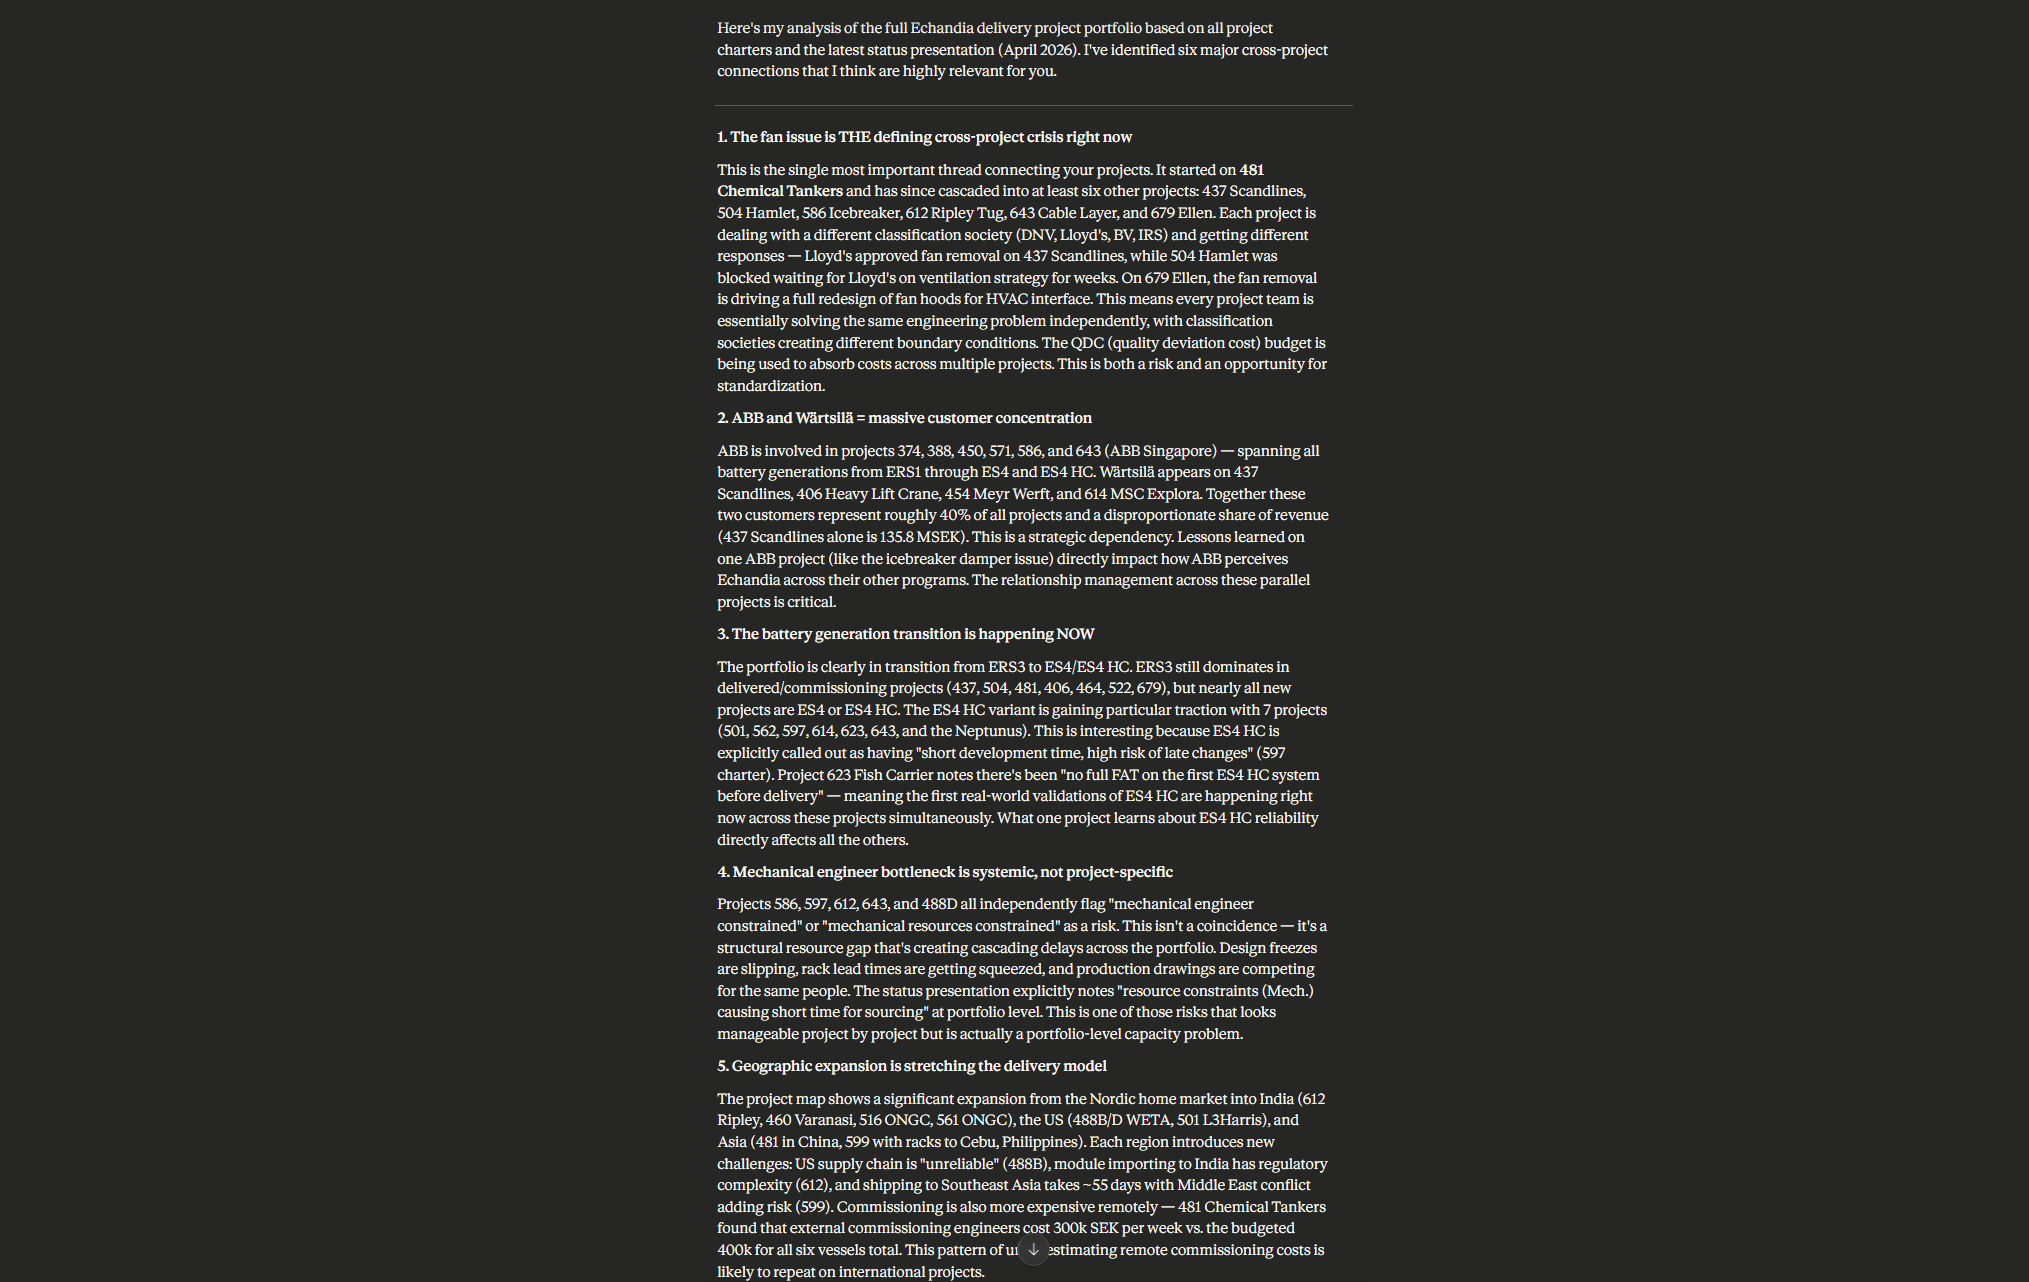 Here's my analysis of the full Echandia delivery project portfolio based on all project
charters and the latest status presentation (April 2026). I've identified six major cross-project
connections that I think are highly relevant for you.
1. The fan issue is THE defining cross-project crisis right now
This is the single most important thread connecting your projects. It started on 481
Chemical Tankers and has since cascaded into at least six other projects: 437 Scandlines,
504 Hamlet, 586 Icebreaker, 612 Ripley Tug, 643 Cable Layer, and 679 Ellen. Each project is
dealing with a different classification society (DNV, Lloyd's, BV, IRS) and getting different
responses — Lloyd's approved fan removal on 437 Scandlines, while 504 Hamlet was
blocked waiting for Lloyd's on ventilation strategy for weeks. On 679 Ellen, the fan removal
is driving a full redesign of fan hoods for HVAC interface. This means every project team is
essentially solving the same engineering problem independently, with classification
societies creating different boundary conditions. The QDC (quality deviation cost) budget is
being used to absorb costs across multiple projects. This is both a risk and an opportunity for
standardization.
2. ABB and Wärtsilä = massive customer concentration
ABB is involved in projects 374, 388, 450, 571, 586, and 643 (ABB Singapore) — spanning all
battery generations from ERS1 through ES4 and ES4 HC. Wärtsilä appears on 437
Scandlines, 406 Heavy Lift Crane, 454 Meyr Werft, and 614 MSC Explora. Together these
two customers represent roughly 40% of all projects and a disproportionate share of revenue
(437 Scandlines alone is 135.8 MSEK). This is a strategic dependency. Lessons learned on
one ABB project (like the icebreaker damper issue) directly impact how ABB perceives
Echandia across their other programs. The relationship management across these parallel
projects is critical.
3. The battery generation transition is happening NOW
The portfolio is clearly in transition from ERS3 to ES4/ES4 HC. ERS3 still dominates in
delivered/commissioning projects (437, 504, 481, 406, 464, 522, 679), but nearly all new
projects are ES4 or ES4 HC. The ES4 HC variant is gaining particular traction with 7 projects
(501, 562, 597, 614, 623, 643, and the Neptunus). This is interesting because ES4 HC is
explicitly called out as having "short development time, high risk of late changes" (597
charter). Project 623 Fish Carrier notes there's been "no full FAT on the first ES4 HC system
before delivery" — meaning the first real-world validations of ES4 HC are happening right
now across these projects simultaneously. What one project learns about ES4 HC reliability
directly affects all the others.
4. Mechanical engineer bottleneck is systemic, not project-specific
Projects 586, 597, 612, 643, and 488D all independently flag "mechanical engineer
constrained" or "mechanical resources constrained" as a risk. This isn't a coincidence — it's a
structural resource gap that's creating cascading delays across the portfolio. Design freezes
are slipping, rack lead times are getting squeezed, and production drawings are competing
for the same people. The status presentation explicitly notes "resource constraints (Mech.)
causing short time for sourcing" at portfolio level. This is one of those risks that looks
manageable project by project but is actually a portfolio-level capacity problem.
5. Geographic expansion is stretching the delivery model
The project map shows a significant expansion from the Nordic home market into India (612
Ripley, 460 Varanasi, 516 ONGC, 561 ONGC), the US (488B/D WETA, 501 L3Harris), and
Asia (481 in China, 599 with racks to Cebu, Philippines). Each region introduces new
challenges: US supply chain is "unreliable" (488B), module importing to India has regulatory
complexity (612), and shipping to Southeast Asia takes ~55 days with Middle East conflict
adding risk (599). Commissioning is also more expensive remotely — 481 Chemical Tankers
found that external commissioning engineers cost 300k SEK per week vs. the budgeted
400k for all six vessels total. This pattern of estimating remote commissioning costs is
likely to repeat on international projects.